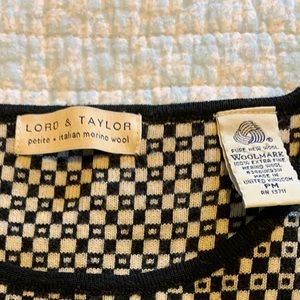 LORD & TAYLOR
petite • italian merino wool
PURE NEW WOOL
WOOLMARK
100% EXTRA FINE
MERINO WOOL
MADE IN
UNITED KINGDOM
PM
RN 13711